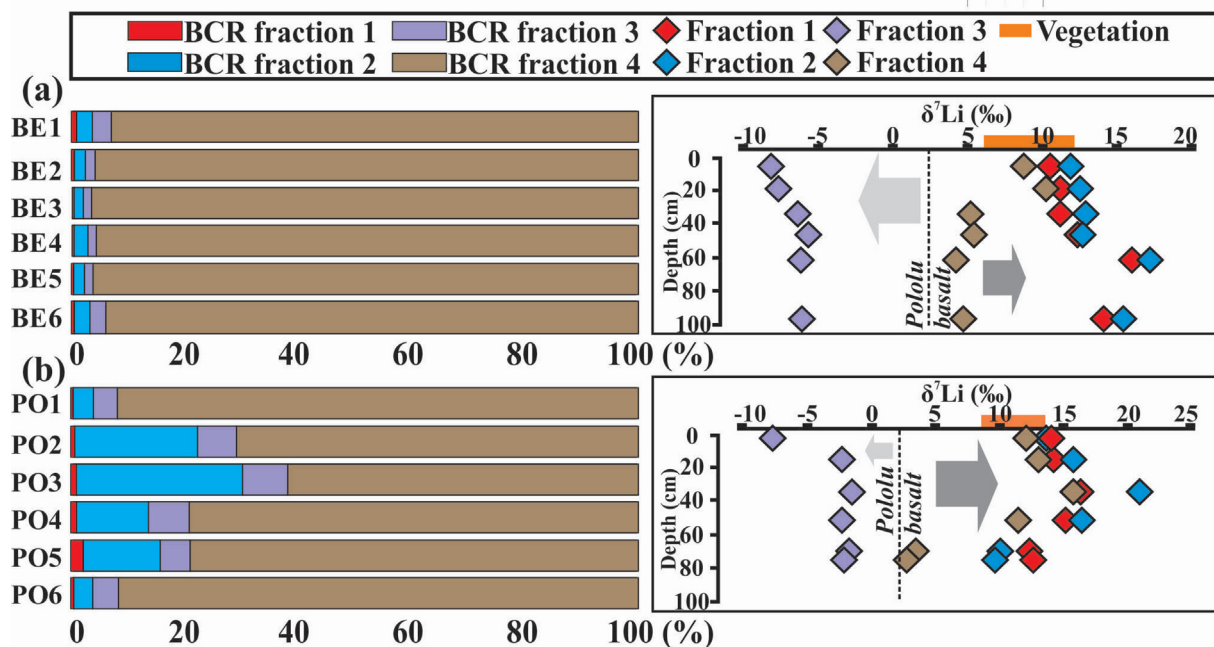 BCR fraction 1 BCR fraction 3 Fraction 1 Fraction 3 Vegetation
BCR fraction 2 BCR fraction 4 Fraction 2 Fraction 4
(a)
BE1
BE2
BE3
BE4
BE5
BE6
0 20 40 60 80 100 (%)
δ⁷Li (‰)
-10 -5 0 5 10 15 20
0
20
40
60
80
100
Depth (cm)
Pololu
basalt
(b)
PO1
PO2
PO3
PO4
PO5
PO6
0 20 40 60 80 100 (%)
δ⁷Li (‰)
-10 -5 0 5 10 15 20 25
0
20
40
60
80
100
Depth (cm)
Pololu
basalt